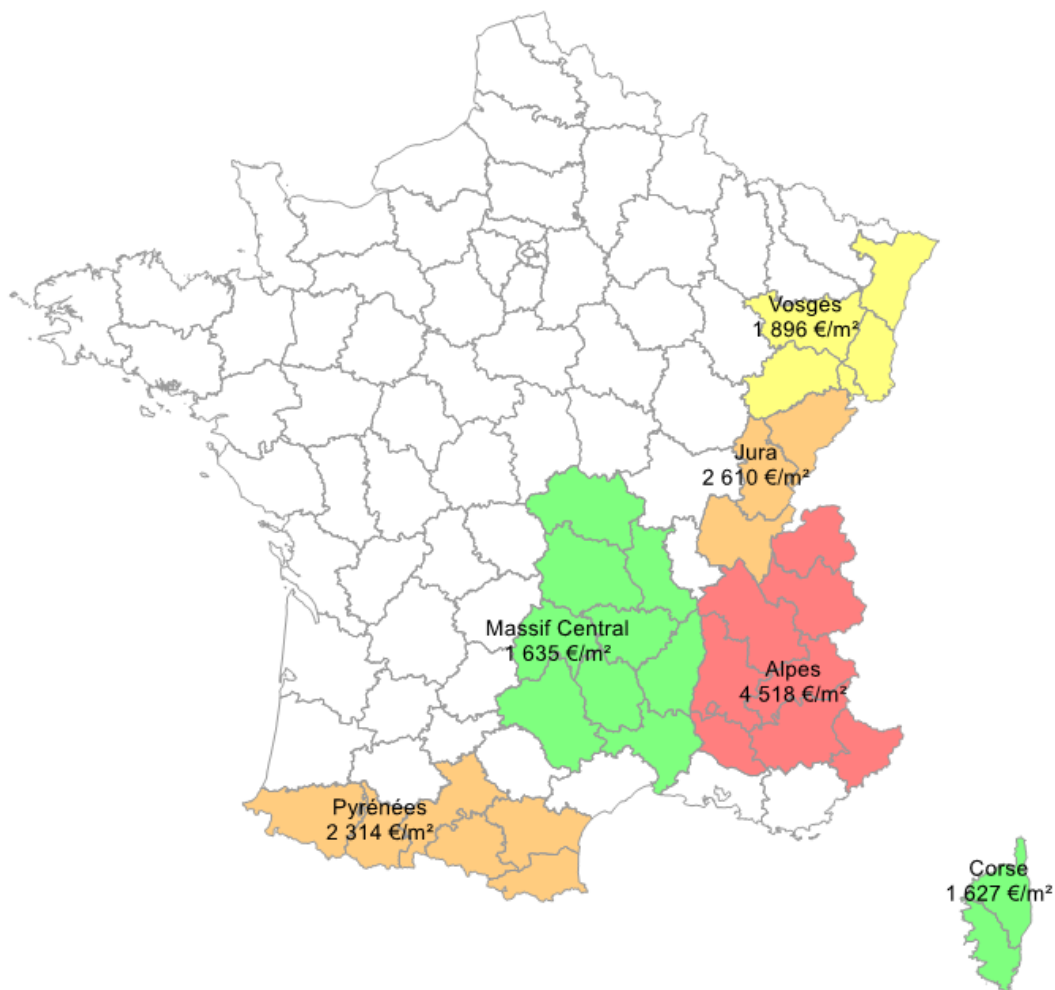 Vosges
1 896 €/m²
Jura
2 610 €/m²
Massif Central
1 635 €/m²
Alpes
4 518 €/m²
Pyrénées
2 314 €/m²
Corse
1 627 €/m²